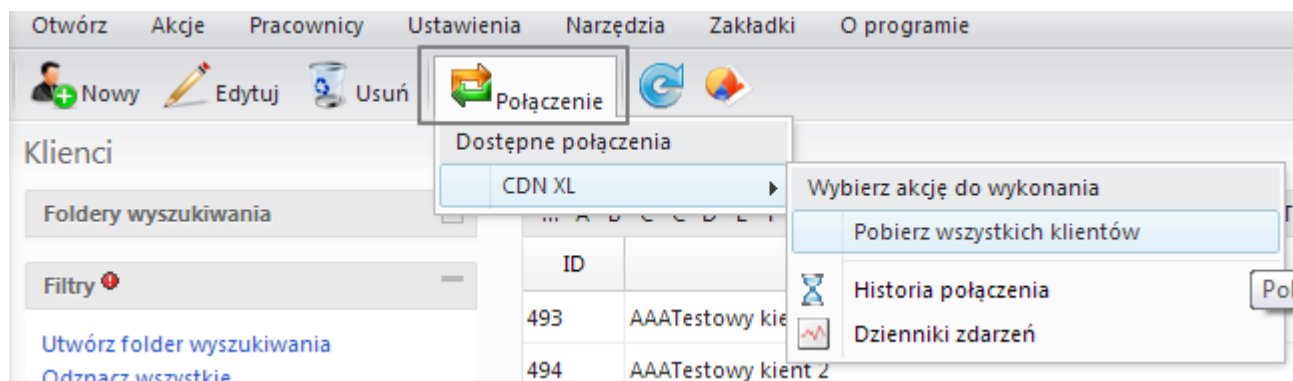 Otwórz Akcje Pracownicy Ustawienia Narzędzia Zakładki O programie
Nowy Edytuj Usuń Połączenie
Klienci
Dostępne połączenia
CDN XL
Wybierz akcję do wykonania
Pobierz wszystkich klientów
Historia połączenia
Dzienniki zdarzeń
Foldery wyszukiwania
Filtry
Utwórz folder wyszukiwania
Odznacz wszystkie
ID
493 AAATestowy
494 AAATestowy kient 2